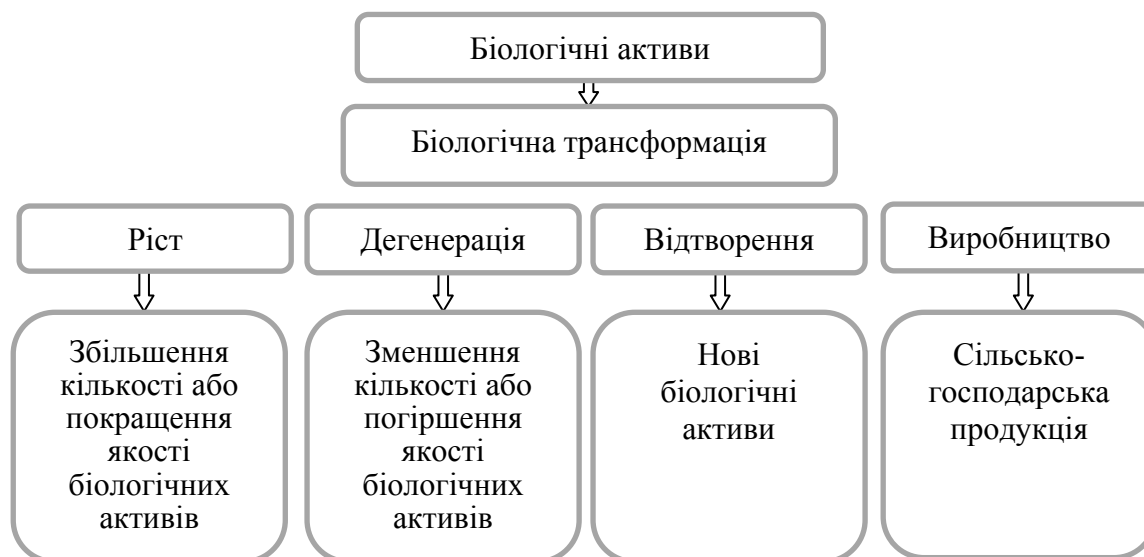 Біологічні активи
Біологічна трансформація
Ріст
Дегенерація
Відтворення
Виробництво
Збільшення
кількості або
покращення
якості
біологічних
активів
Зменшення
кількості або
погіршення
якості
біологічних
активів
Нові
біологічні
активи
Сільсько-
господарська
продукція